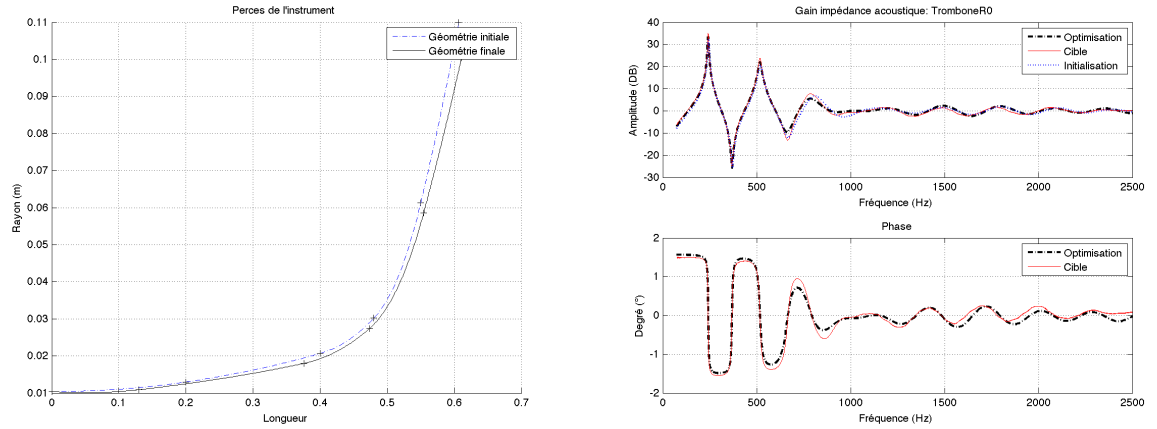 Perces de l'instrument
0.11
0.1
0.09
0.08
0.07
0.06
0.05
0.04
0.03
0.02
0.01
Rayon (m)
0 0.1 0.2 0.3 0.4 0.5 0.6 0.7
Longueur
Géométrie initiale
Géométrie finale
Gain impédance acoustique: TromboneR0
40
30
20
10
0
-10
-20
-30
Amplitude (DB)
0 500 1000 1500 2000 2500
Fréquence (Hz)
Optimisation
Cible
Initialisation
Phase
2
1
0
-1
-2
Degré (°)
0 500 1000 1500 2000 2500
Fréquence (Hz)
Optimisation
Cible